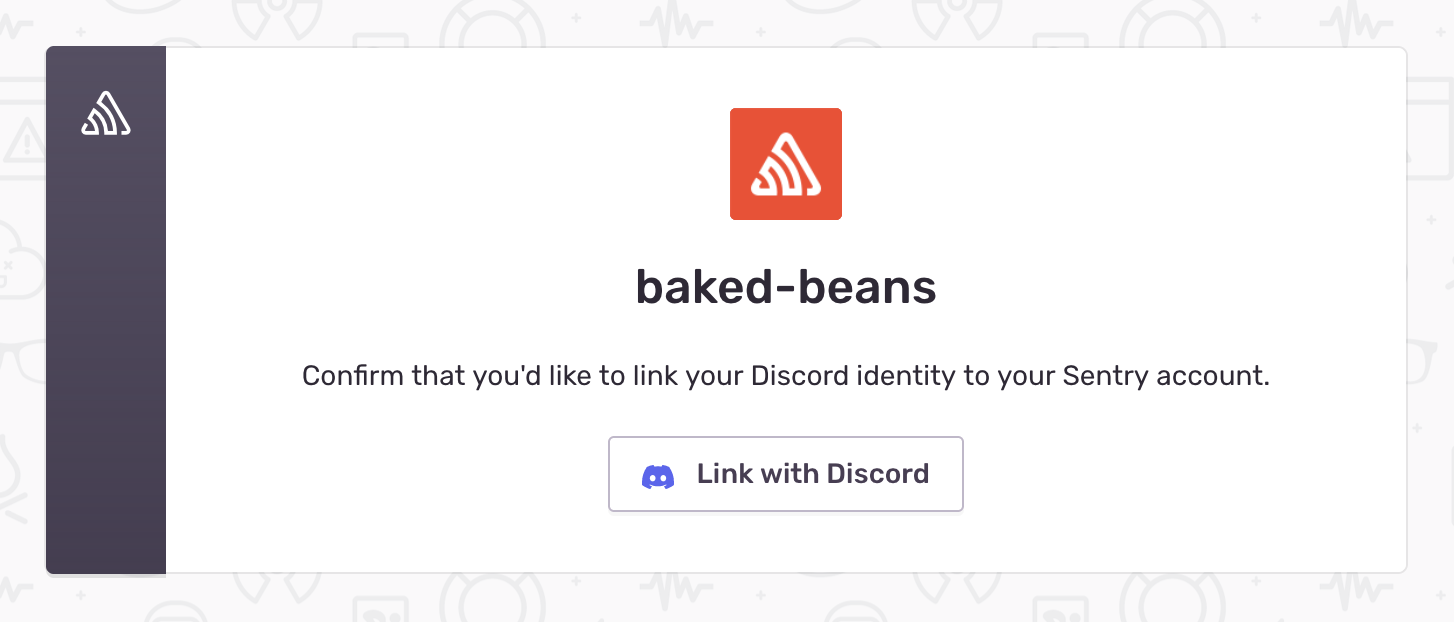 baked-beans
Confirm that you'd like to link your Discord identity to your Sentry account.
Link with Discord